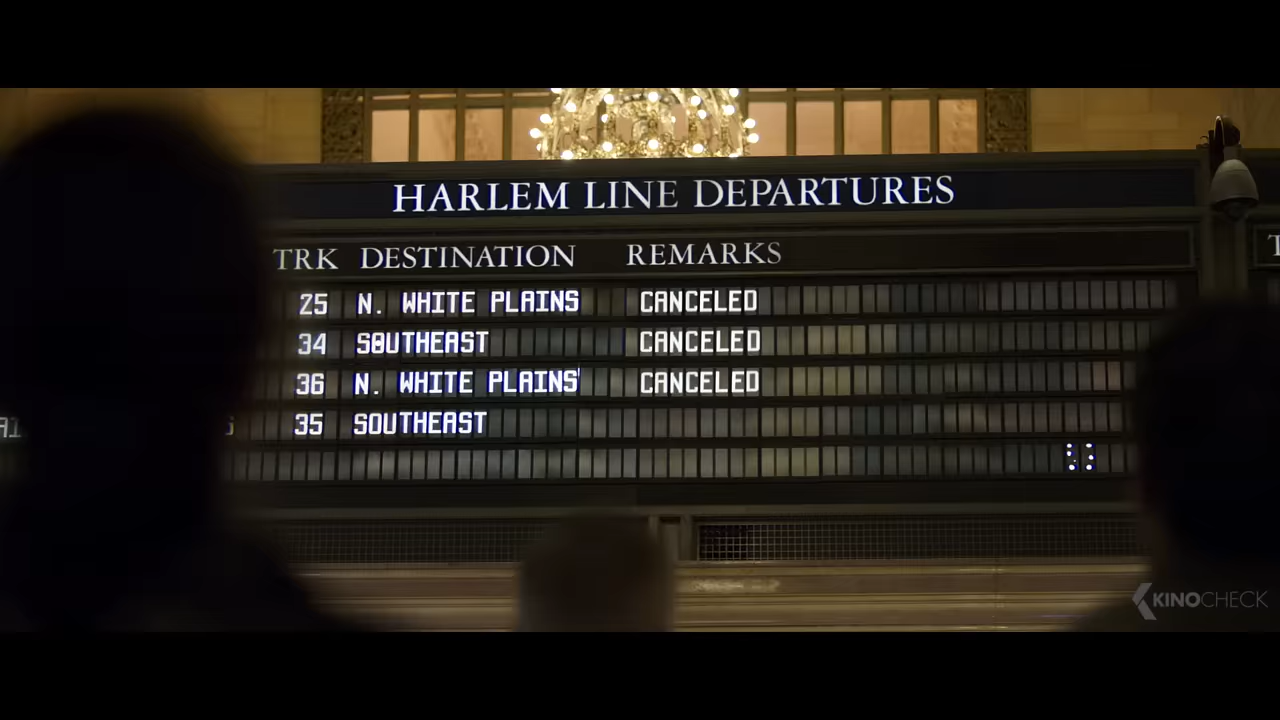 HARLEM LINE DEPARTURES
TRK DESTINATION REMARKS
25 N. WHITE PLAINS CANCELED
34 SOUTHEAST CANCELED
36 N. WHITE PLAINS CANCELED
35 SOUTHEAST
KINOCHECK